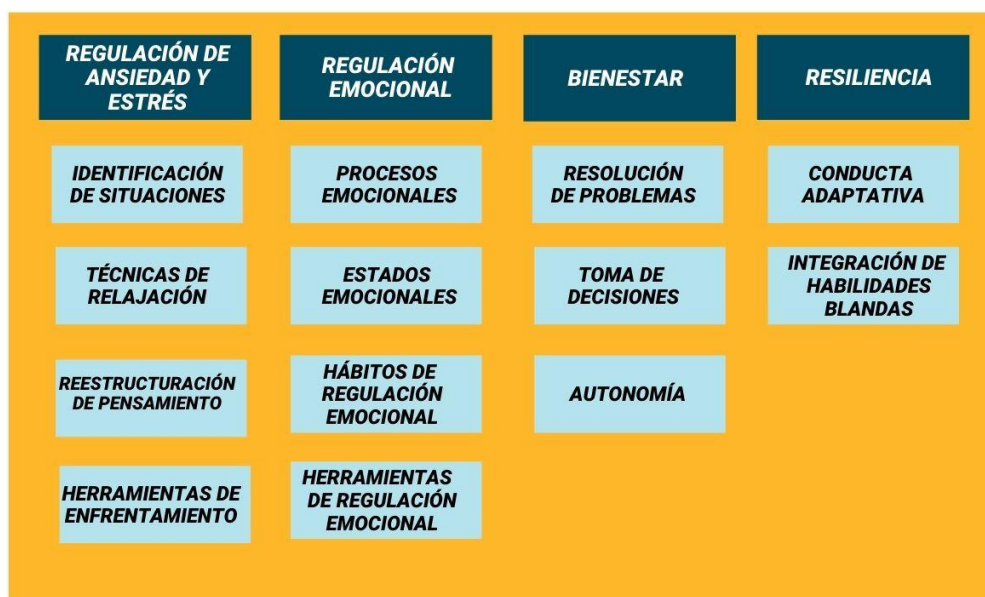 REGULACIÓN DE
ANSIEDAD Y
ESTRÉS
IDENTIFICACIÓN
DE SITUACIONES
TÉCNICAS DE
RELAJACIÓN
REESTRUCTURACIÓN
DE PENSAMIENTO
HERRAMIENTAS DE
ENFRENTAMIENTO
REGULACIÓN
EMOCIONAL
PROCESOS
EMOCIONALES
ESTADOS
EMOCIONALES
HÁBITOS DE
REGULACIÓN
EMOCIONAL
HERRAMIENTAS
DE REGULACIÓN
EMOCIONAL
BIENESTAR
RESOLUCIÓN
DE PROBLEMAS
TOMA DE
DECISIONES
AUTONOMÍA
RESILIENCIA
CONDUCTA
ADAPTATIVA
INTEGRACIÓN DE
HABILIDADES
BLANDAS